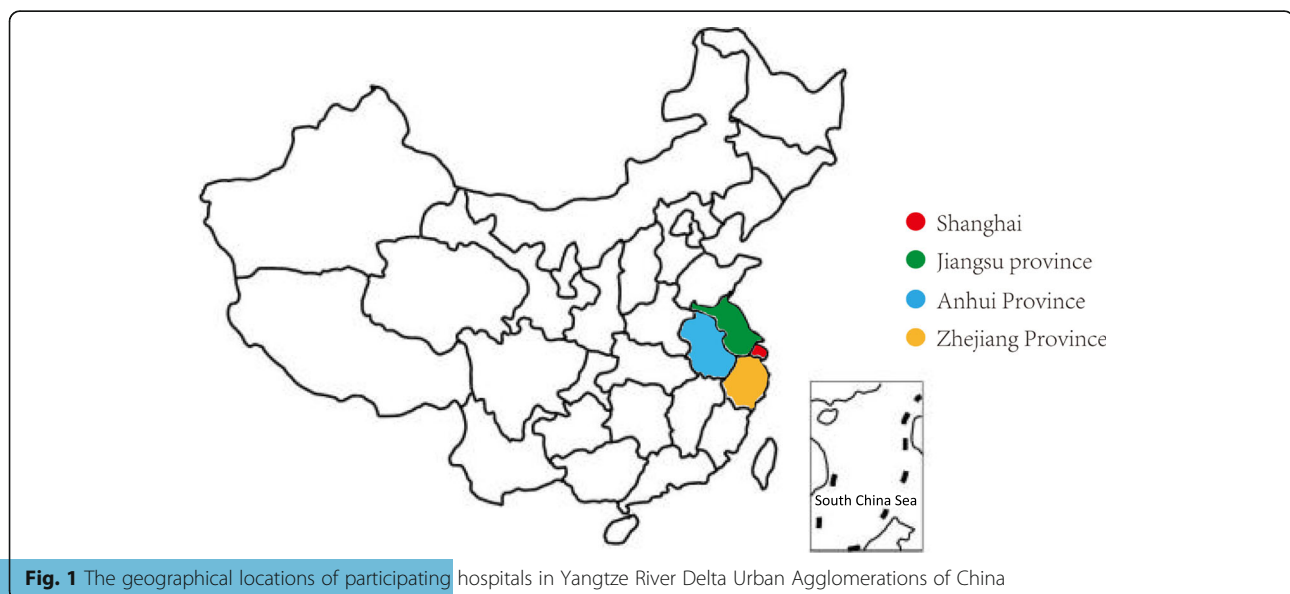 Shanghai
Jiangsu province
Anhui Province
Zhejiang Province
South China Sea
Fig. 1 The geographical locations of participating hospitals in Yangtze River Delta Urban Agglomerations of China